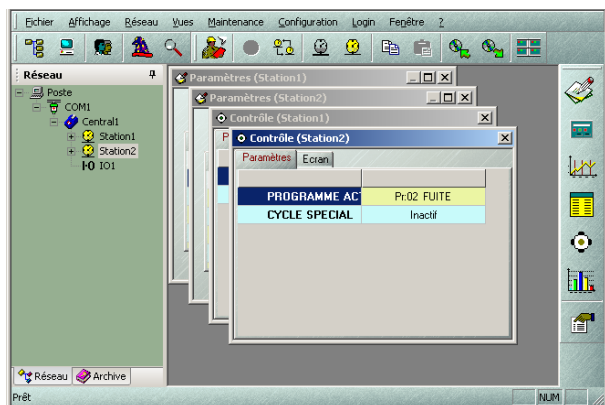 Fichier Affichage Réseau Vues Maintenance Configuration Login Fenêtre ?
Réseau
Poste
COM1
Central1
Station1
Station2
I-O IO1
Paramètres (Station1)
Paramètres (Station2)
Contrôle (Station1)
P
Contrôle (Station2)
Paramètres Ecran
PROGRAMME ACT Pr:02 FUITE
CYCLE SPECIAL Inactif
Réseau Archive
Prêt NUM